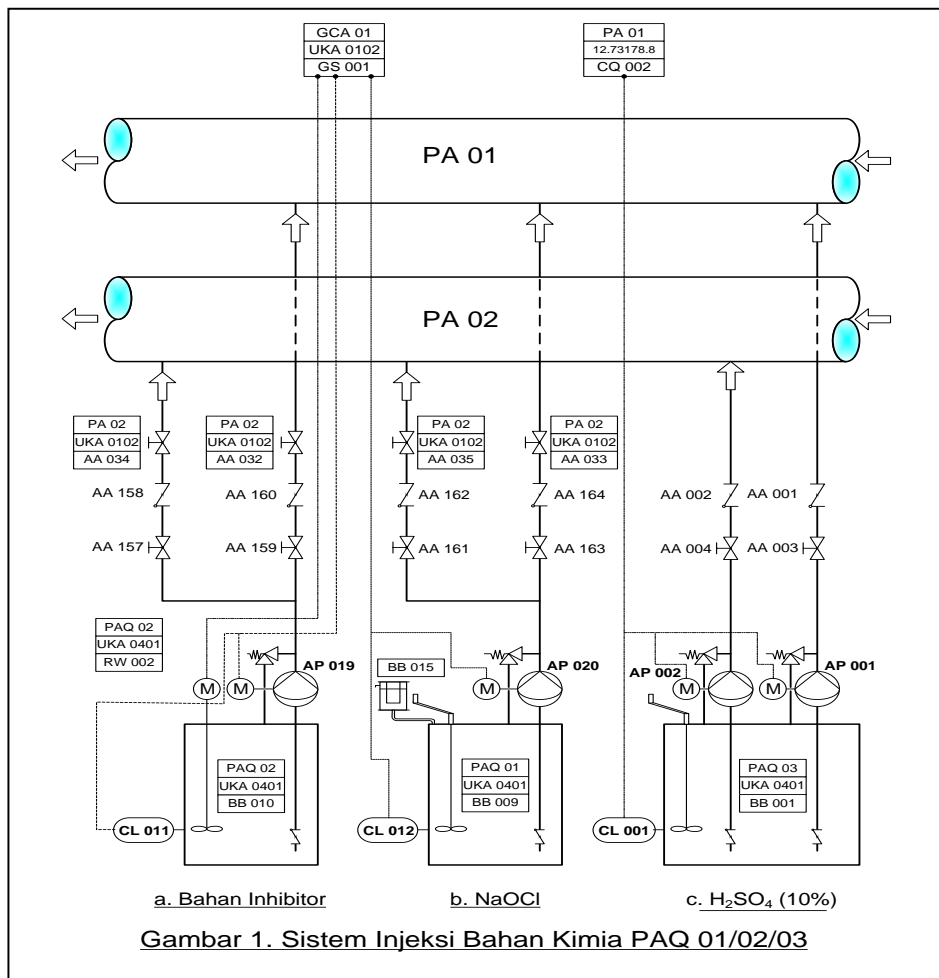 GCA 01
UKA 0102
GS 001
PA 01
12.73178.8
CQ 002
PA 01
PA 02
PA 02
UKA 0102
AA 034
PA 02
UKA 0102
AA 032
PA 02
UKA 0102
AA 035
PA 02
UKA 0102
AA 033
AA 158
AA 160
AA 162
AA 164
AA 002
AA 001
AA 157
AA 159
AA 161
AA 163
AA 004
AA 003
PAQ 02
UKA 0401
RW 002
AP 019
BB 015
AP 020
AP 002
AP 001
M
M
M
M
M
PAQ 02
UKA 0401
BB 010
PAQ 01
UKA 0401
BB 009
PAQ 03
UKA 0401
BB 001
CL 011
CL 012
CL 001
a. Bahan Inhibitor
b. NaOCl
c. H₂SO₄ (10%)
Gambar 1. Sistem Injeksi Bahan Kimia PAQ 01/02/03